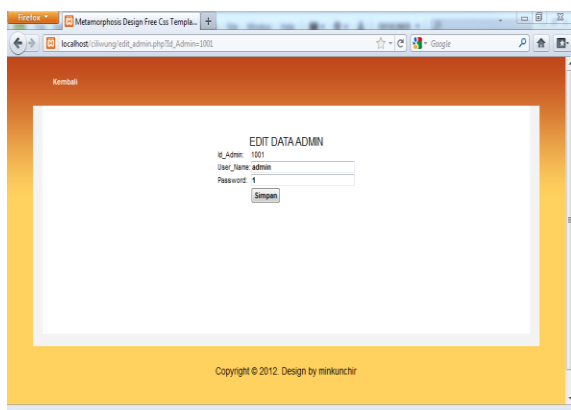 Firefox
Metamorphosis Design Free Css Templa...
localhost/ciliwung/edit_admin.php?Id_Admin=1001
Google
Kembali
EDIT DATA ADMIN
Id_Admin: 1001
User_Name: admin
Password: 1
Simpan
Copyright © 2012. Design by minkunchir